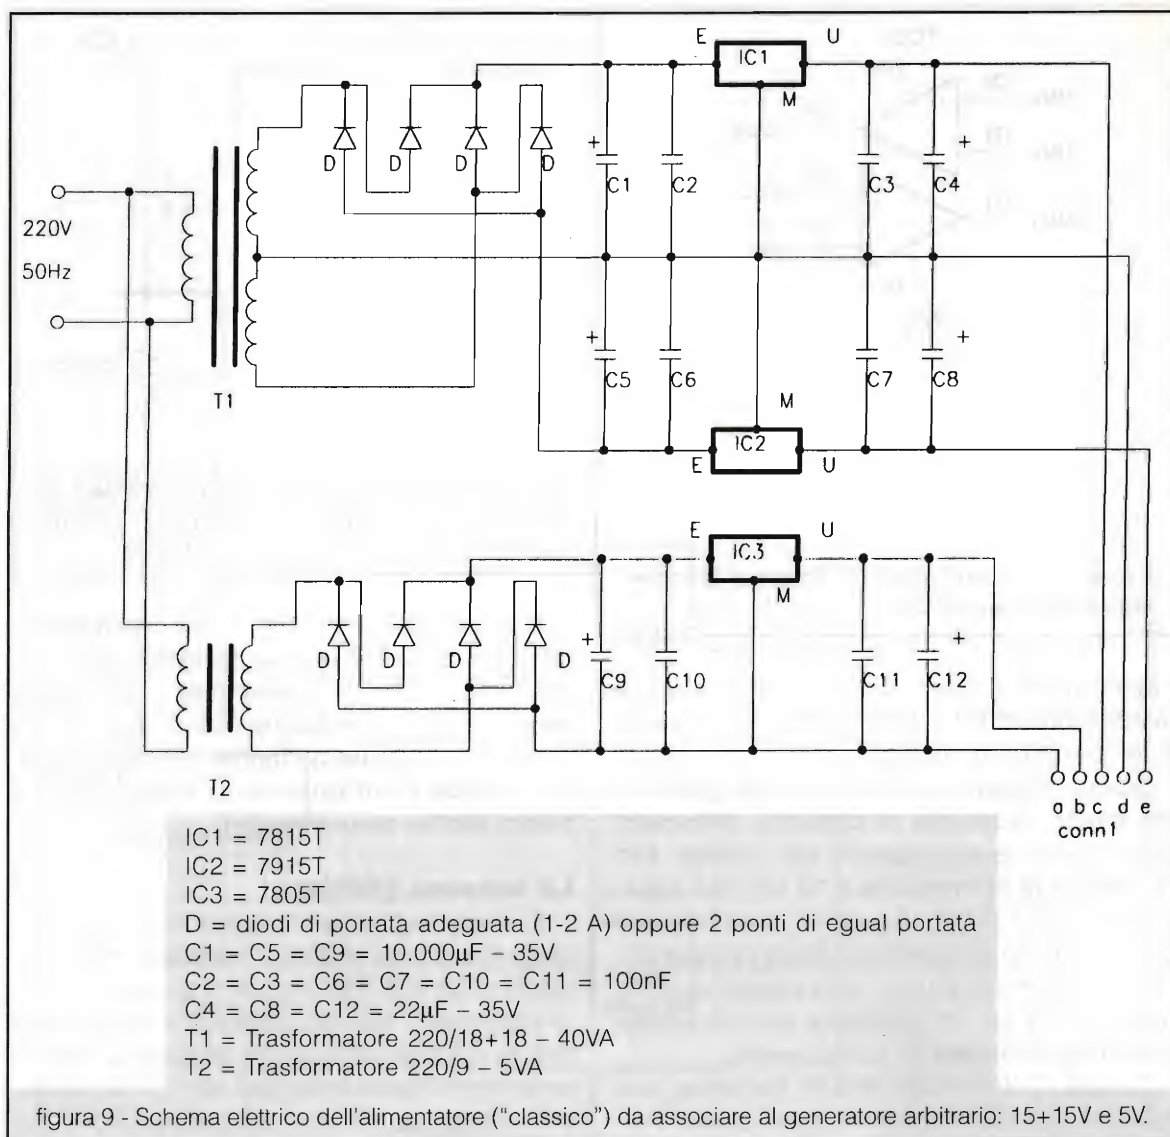 E IC1 U
M
D D D D
+ C1 C2 C3 C4 +
220V
50Hz
T1
+ C5 C6 C7 C8 +
M
E IC2 U
E IC3 U
M
D D D D
+ C9 C10 C11 C12 +
T2
a b c d e
conn1
IC1 = 7815T
IC2 = 7915T
IC3 = 7805T
D = diodi di portata adeguata (1-2 A) oppure 2 ponti di egual portata
C1 = C5 = C9 = 10.000µF – 35V
C2 = C3 = C6 = C7 = C10 = C11 = 100nF
C4 = C8 = C12 = 22µF – 35V
T1 = Trasformatore 220/18+18 – 40VA
T2 = Trasformatore 220/9 – 5VA
figura 9 - Schema elettrico dell'alimentatore ("classico") da associare al generatore arbitrario: 15+15V e 5V.